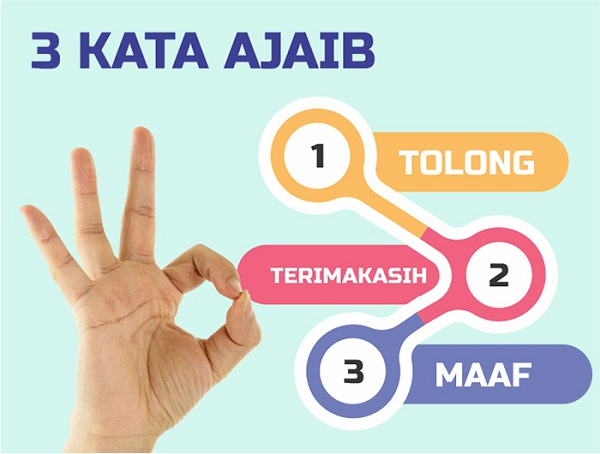 3 KATA AJAIB
1
TOLONG
TERIMAKASIH
2
3
MAAF